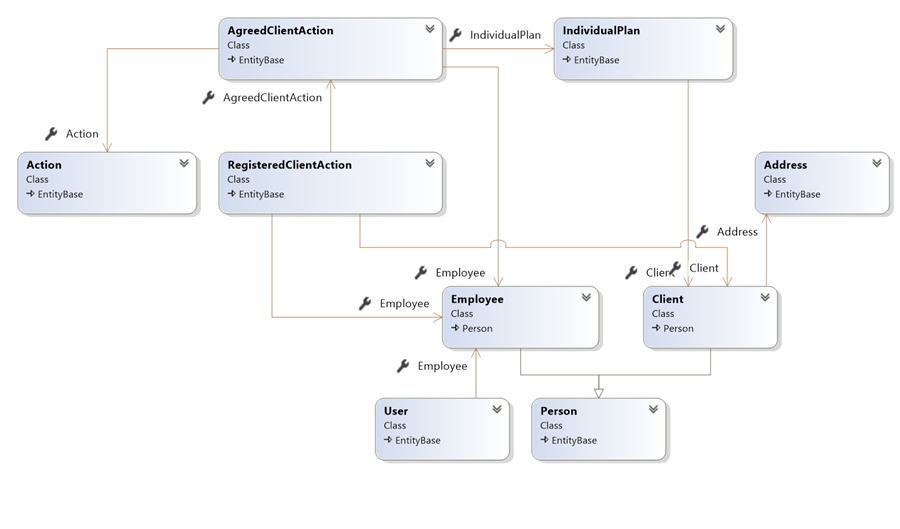 AgreedClientAction
Class
EntityBase
IndividualPlan
IndividualPlan
Class
EntityBase
AgreedClientAction
Action
Action
Class
EntityBase
RegisteredClientAction
Class
EntityBase
Address
Class
EntityBase
Address
Employee
Client
Client
Employee
Employee
Class
Person
Client
Class
Person
Employee
User
Class
EntityBase
Person
Class
EntityBase